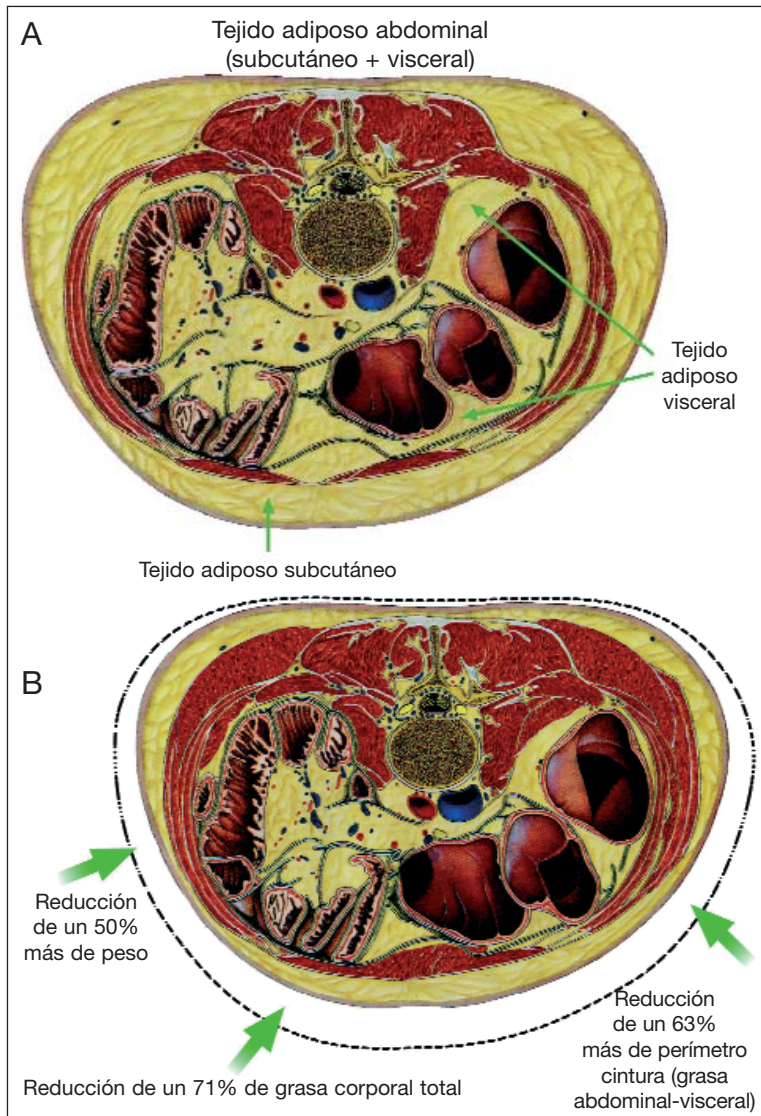 A
Tejido adiposo abdominal
(subcutáneo + visceral)
Tejido
adiposo
visceral
Tejido adiposo subcutáneo
B
Reducción
de un 50%
más de peso
Reducción
de un 63%
más de perímetro
cintura (grasa
abdominal-visceral)
Reducción de un 71% de grasa corporal total